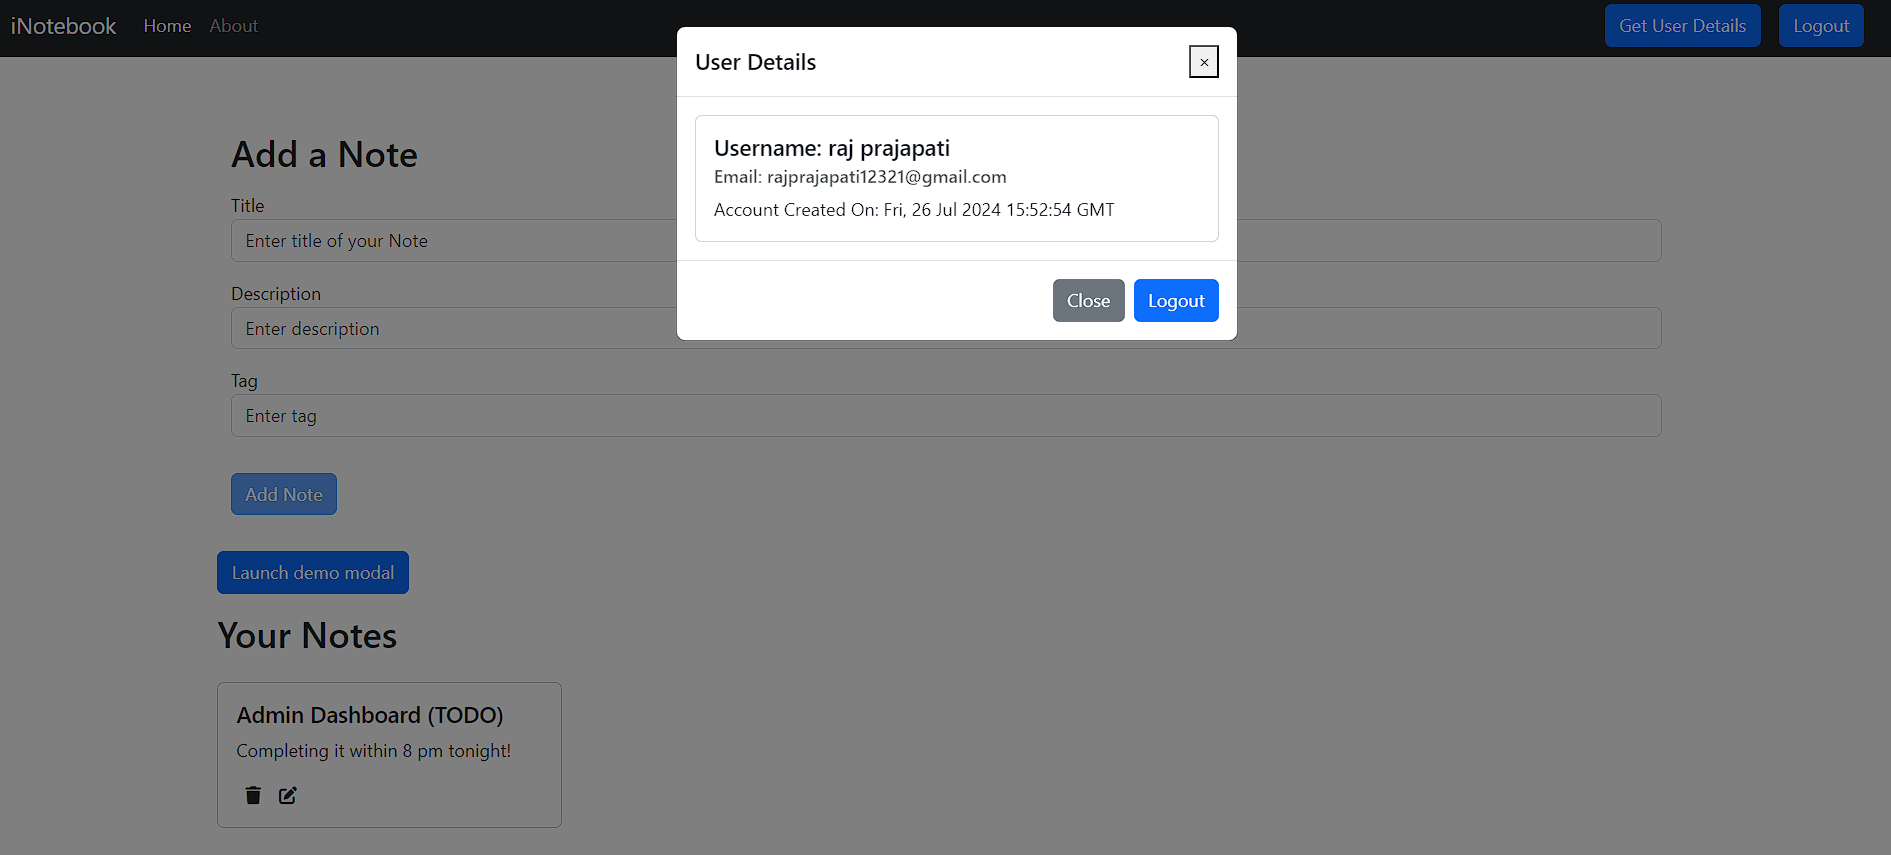 iNotebook Home About Get User Details Logout
User Details ×
Username: raj prajapati
Email: rajprajapati12321@gmail.com
Account Created On: Fri, 26 Jul 2024 15:52:54 GMT
Close Logout
Add a Note
Title
Enter title of your Note
Description
Enter description
Tag
Enter tag
Add Note
Launch demo modal
Your Notes
Admin Dashboard (TODO)
Completing it within 8 pm tonight!